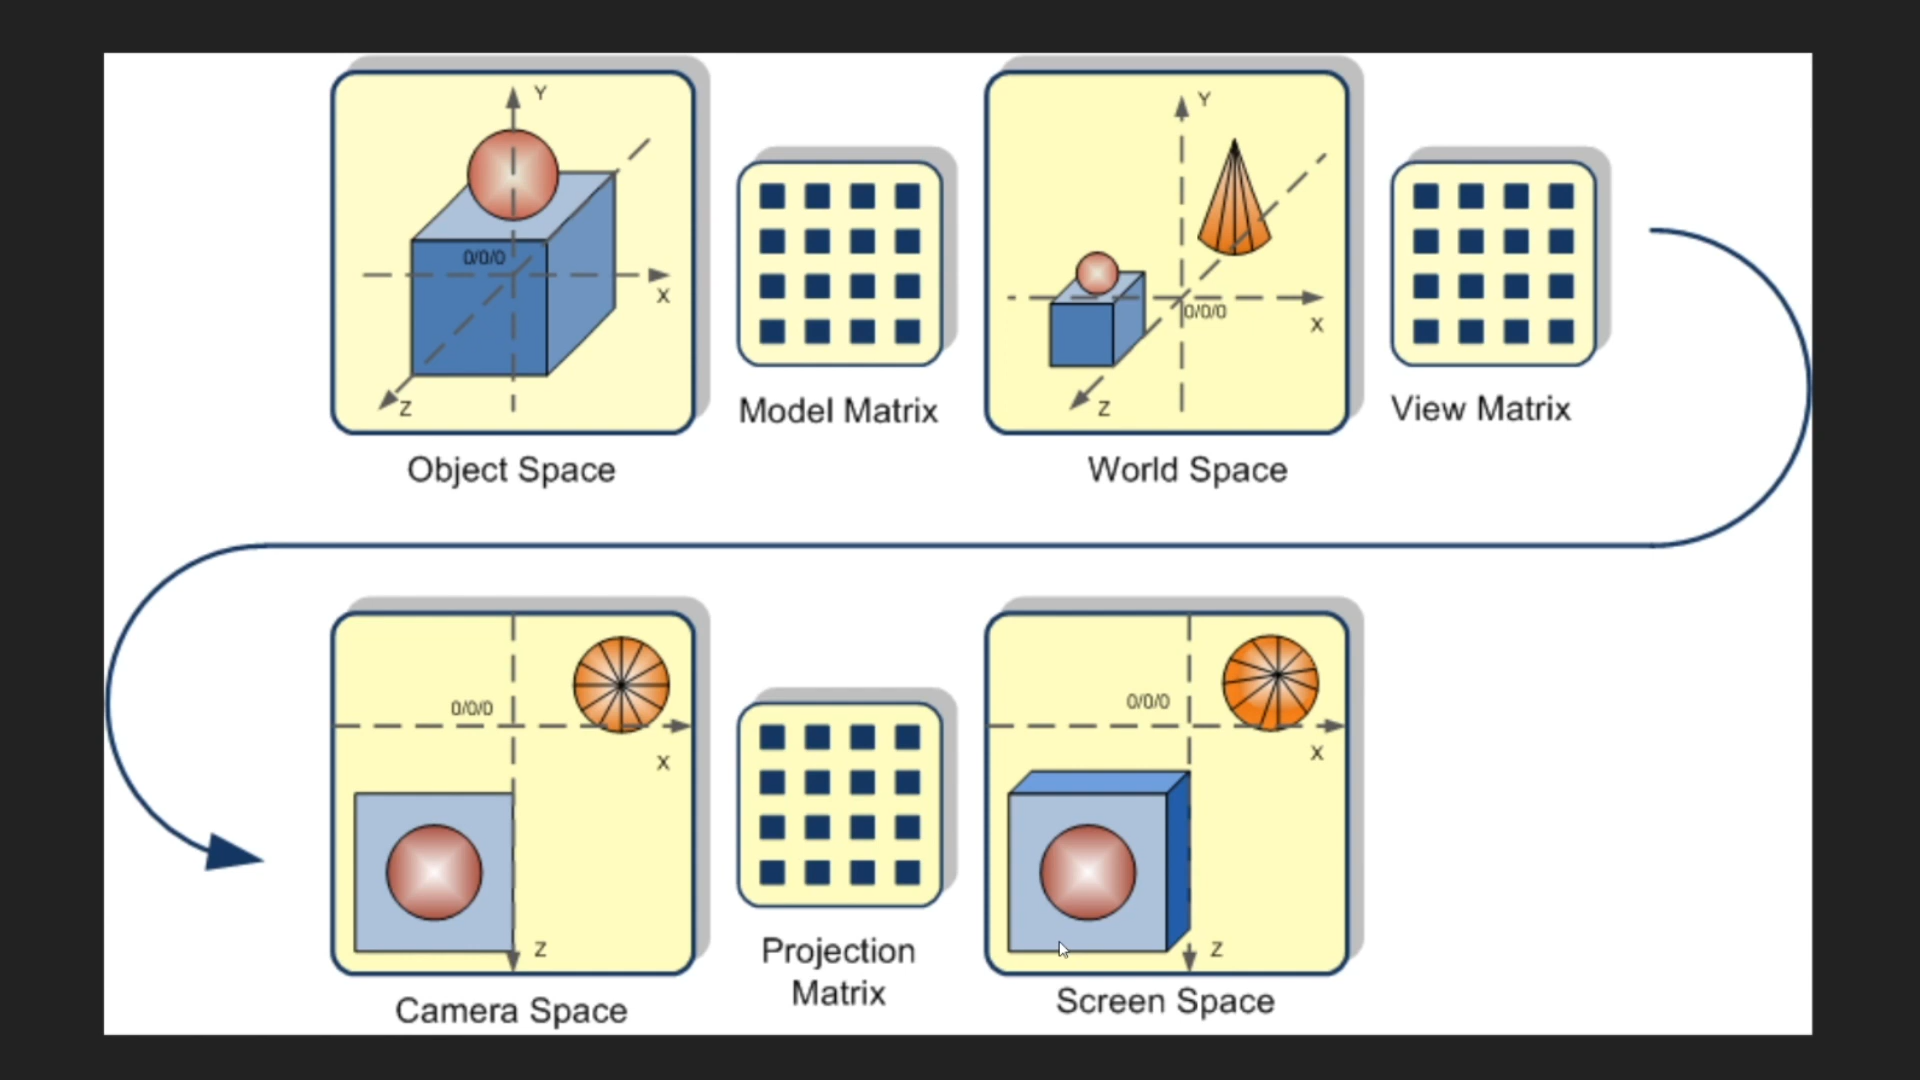 Y
0/0/0
X
Z
Object Space
Model Matrix
Y
0/0/0
X
Z
World Space
View Matrix
0/0/0
X
Z
Camera Space
Projection
Matrix
0/0/0
X
Z
Screen Space